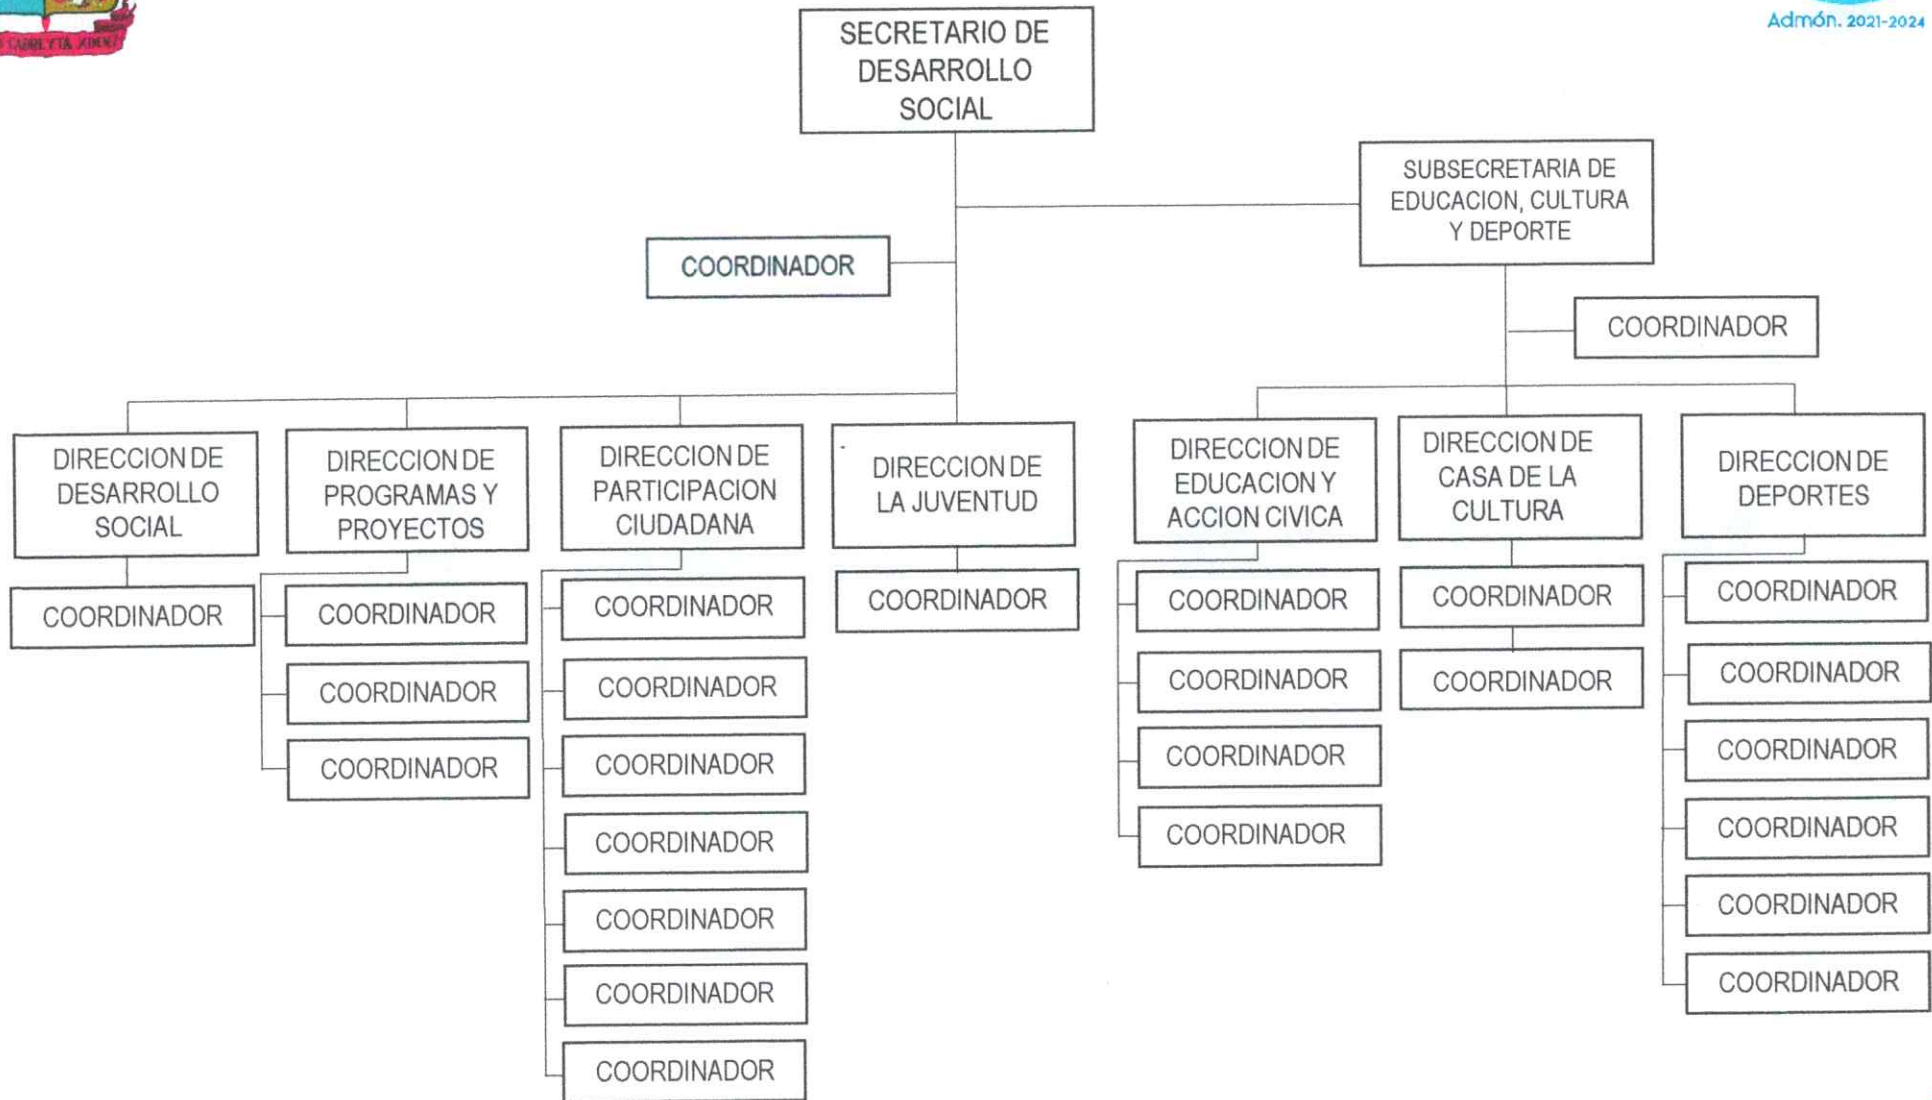 Admón. 2021-2024
SECRETARIO DE
DESARROLLO
SOCIAL
SUBSECRETARIA DE
EDUCACION, CULTURA
Y DEPORTE
COORDINADOR
COORDINADOR
DIRECCION DE
DESARROLLO
SOCIAL
COORDINADOR
DIRECCION DE
PROGRAMAS Y
PROYECTOS
COORDINADOR
COORDINADOR
COORDINADOR
DIRECCION DE
PARTICIPACION
CIUDADANA
COORDINADOR
COORDINADOR
COORDINADOR
COORDINADOR
COORDINADOR
COORDINADOR
COORDINADOR
DIRECCION DE
LA JUVENTUD
COORDINADOR
DIRECCION DE
EDUCACION Y
ACCION CIVICA
COORDINADOR
COORDINADOR
COORDINADOR
COORDINADOR
DIRECCION DE
CASA DE LA
CULTURA
COORDINADOR
COORDINADOR
DIRECCION DE
DEPORTES
COORDINADOR
COORDINADOR
COORDINADOR
COORDINADOR
COORDINADOR
COORDINADOR